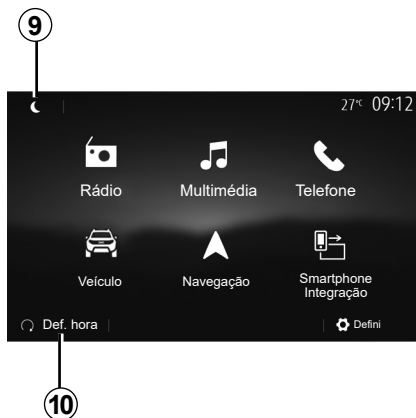 9
27°C 09:12
Rádio Multimédia Telefone
Veículo Navegação Smartphone
Integração
Def. hora Defini
10